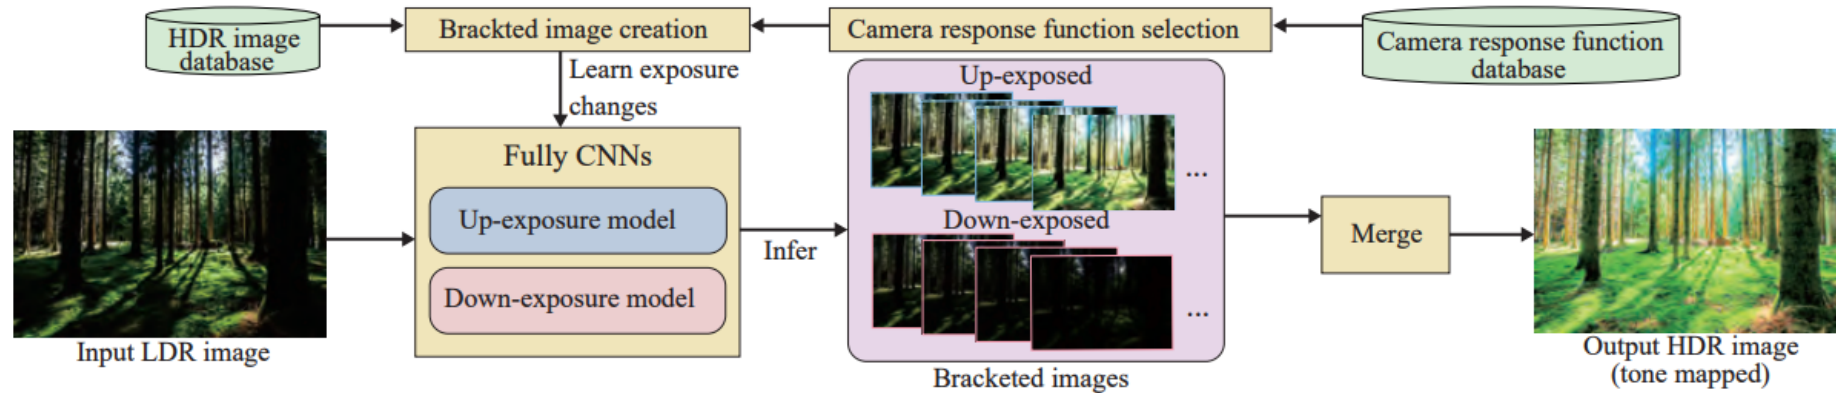 HDR image
database
Brackted image creation
Camera response function selection
Camera response function
database
Learn exposure
changes
Fully CNNs
Up-exposure model
Down-exposure model
Input LDR image
Infer
Up-exposed
...
Down-exposed
...
Bracketed images
Merge
Output HDR image
(tone mapped)